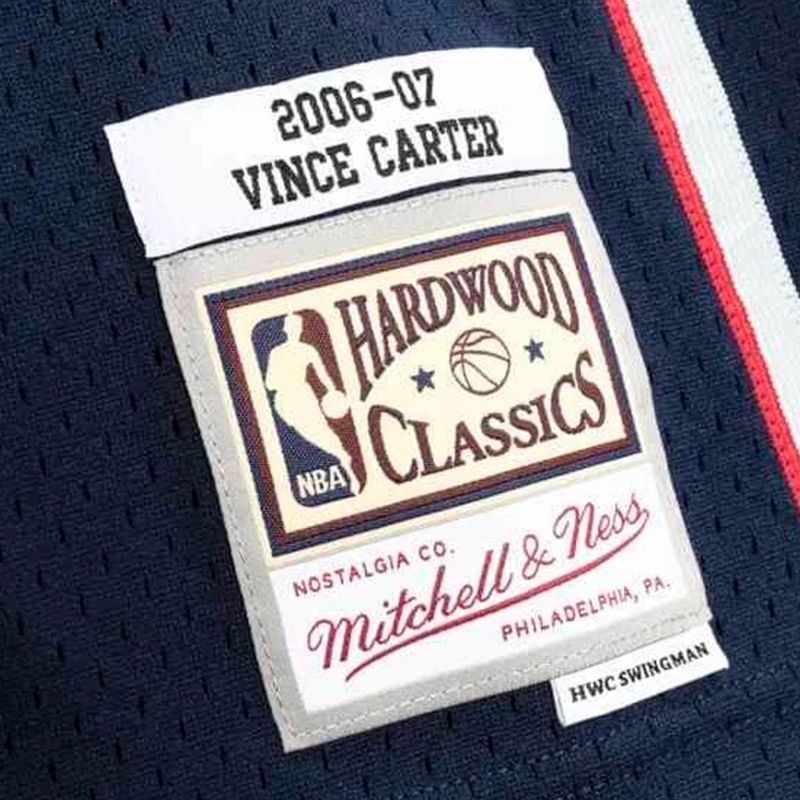 2006-07
VINCE CARTER
HARDWOOD
CLASSICS
NBA
NOSTALGIA CO.
Mitchell & Ness
PHILADELPHIA, PA.
HWC SWINGMAN